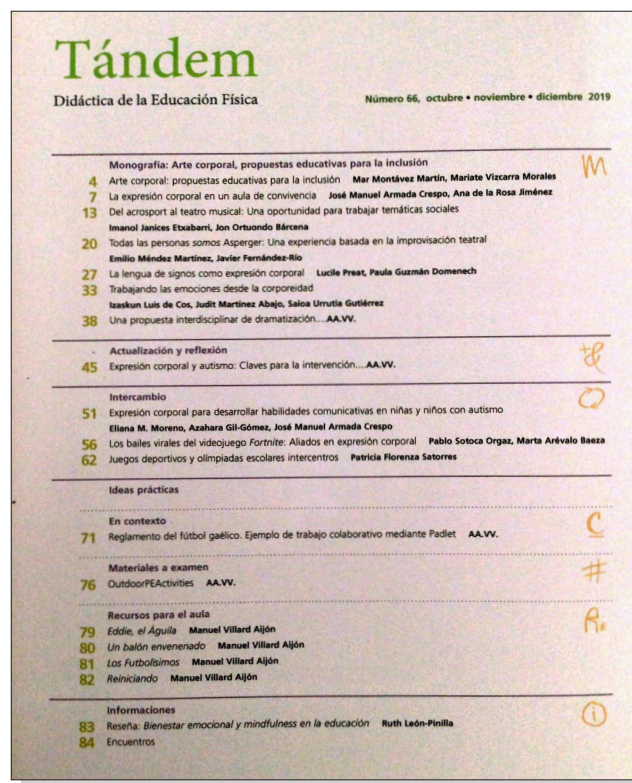 Tándem
Didáctica de la Educación Física
Número 66, octubre • noviembre • diciembre 2019
Monografía: Arte corporal, propuestas educativas para la inclusión
M
4 Arte corporal: propuestas educativas para la inclusión Mar Montávez Martín, Mariate Vizcarra Morales
7 La expresión corporal en un aula de convivencia José Manuel Armada Crespo, Ana de la Rosa Jiménez
13 Del acrosport al teatro musical: Una oportunidad para trabajar temáticas sociales
Imanol Janices Etxabarri, Jon Ortuondo Bárcena
20 Todas las personas somos Asperger: Una experiencia basada en la improvisación teatral
Emilio Méndez Martínez, Javier Fernández-Río
27 La lengua de signos como expresión corporal Lucile Preat, Paula Guzmán Domenech
33 Trabajando las emociones desde la corporeidad
Izaskun Luis de Cos, Judit Martínez Abajo, Saloa Urrutia Gutiérrez
38 Una propuesta interdisciplinar de dramatización...AA.VV.
Actualización y reflexión
+&
45 Expresión corporal y autismo: Claves para la intervención...AA.VV.
Intercambio
51 Expresión corporal para desarrollar habilidades comunicativas en niñas y niños con autismo
Eliana M. Moreno, Azahara Gil-Gómez, José Manuel Armada Crespo
56 Los bailes virales del videojuego Fortnite: Aliados en expresión corporal Pablo Sotoca Orgaz, Marta Arévalo Baeza
62 Juegos deportivos y olimpiadas escolares intercentros Patricia Florenza Satorres
Ideas prácticas
En contexto
C
71 Reglamento del fútbol gaélico. Ejemplo de trabajo colaborativo mediante Padlet AA.VV.
Materiales a examen
#
76 OutdoorPEActivities AA.VV.
Recursos para el aula
79 Eddie, el Águila Manuel Villard Aijón
80 Un balón envenenado Manuel Villard Aijón
81 Los Futbolísimos Manuel Villard Aijón
82 Reiniciando Manuel Villard Aijón
Informaciones
i
83 Reseña: Bienestar emocional y mindfulness en la educación Ruth León-Pinilla
84 Encuentros